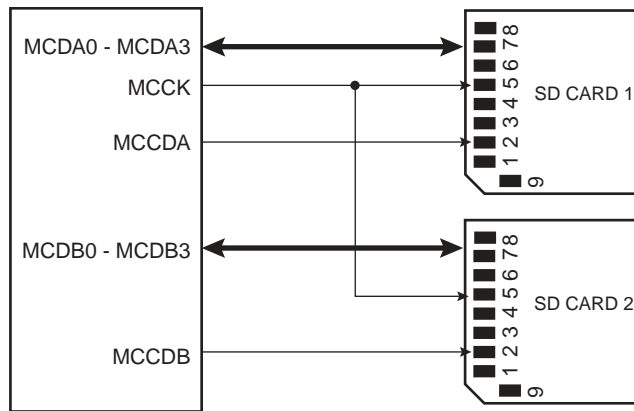 MCDA0 - MCDA3
MCCK
MCCDA
MCDB0 - MCDB3
MCCDB
8
7
6
5
4
3
2
1
9
SD CARD 1
8
7
6
5
4
3
2
1
9
SD CARD 2